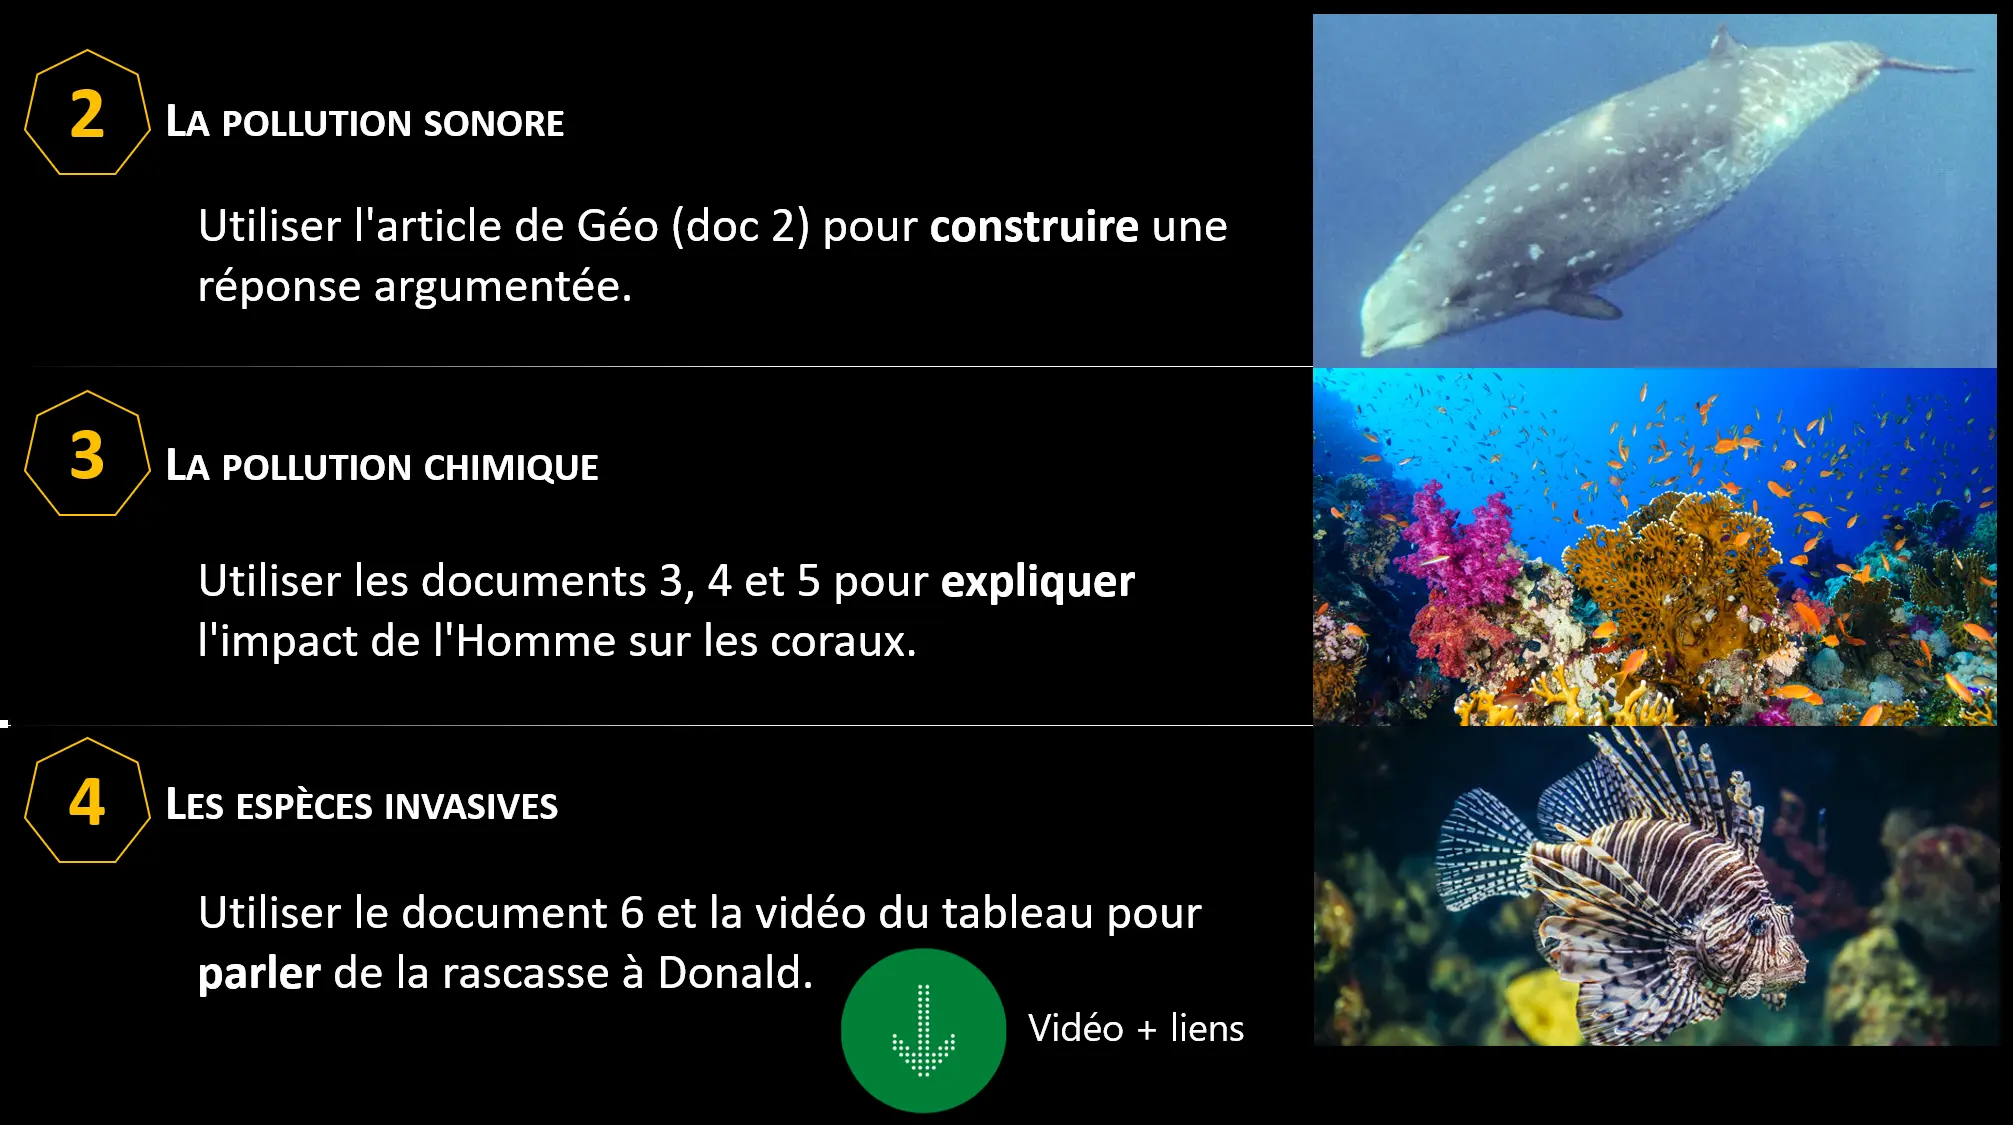 2
LA POLLUTION SONORE
Utiliser l'article de Géo (doc 2) pour construire une
réponse argumentée.
3
LA POLLUTION CHIMIQUE
Utiliser les documents 3, 4 et 5 pour expliquer
l'impact de l'Homme sur les coraux.
4
LES ESPÈCES INVASIVES
Utiliser le document 6 et la vidéo du tableau pour
parler de la rascasse à Donald.
Vidéo + liens